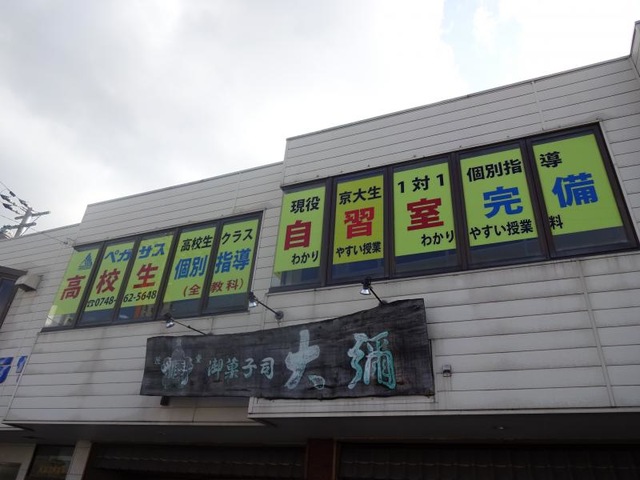 ペガサス 高校生クラス
高校生 個別指導
☎0748-62-5648 (全教科)
現役 京大生 1対1 個別指導
自習室 完備
わかりやすい授業 わかりやすい授業料
御菓子司 大彌